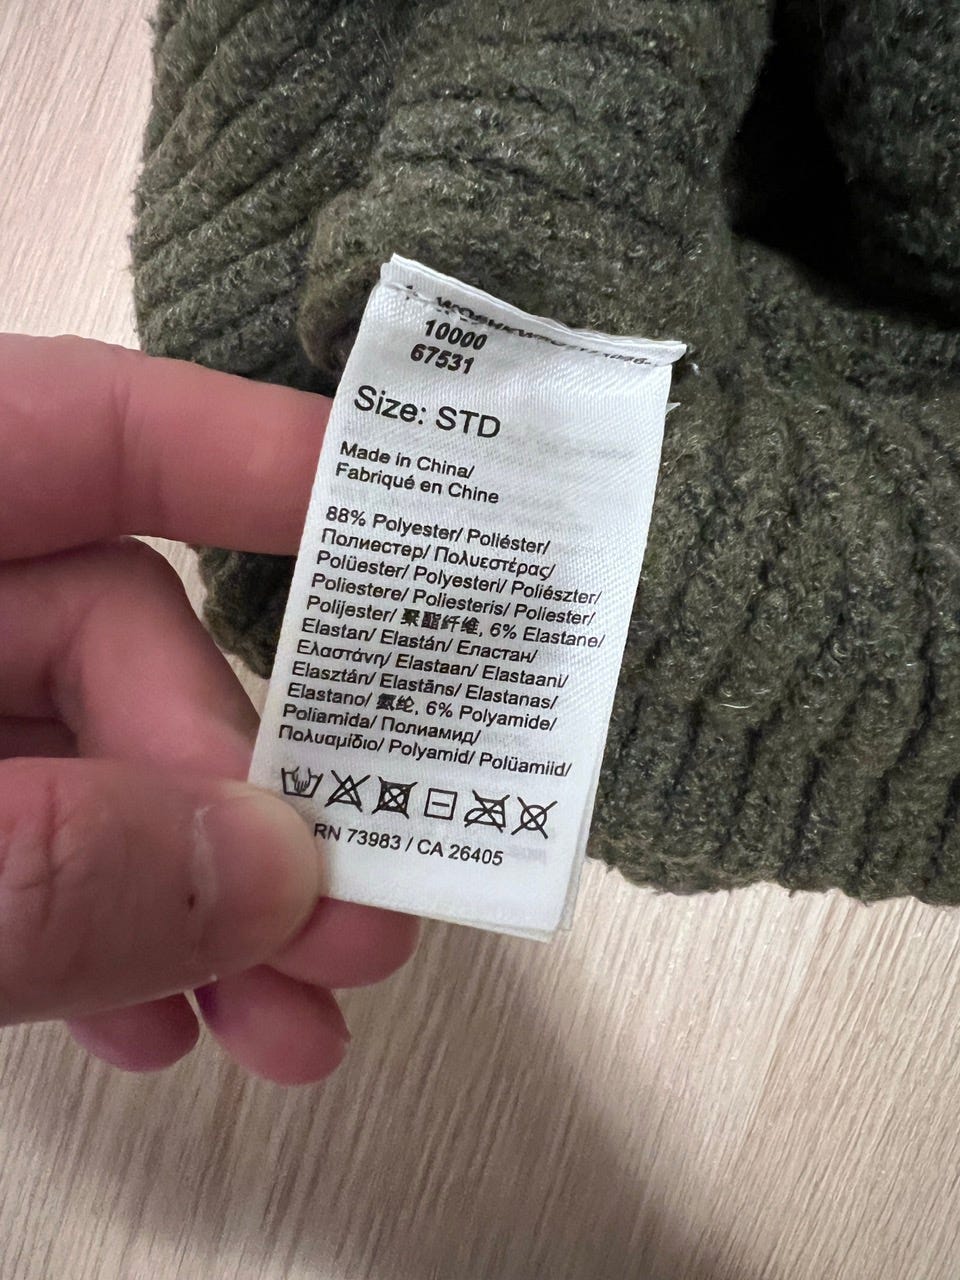 10000
67531
Size: STD
Made in China/
Fabriqué en Chine
88% Polyester/ Poliéster/
Полиестер/ Πολυεστέρας/
Polüester/ Polyesteri/ Poliészter/
Poliestere/ Poliesteris/ Poliester/
Polijester/ 聚酯纤维, 6% Elastane/
Elastan/ Elastán/ Еластан/
Ελαστάνη/ Elastaan/ Elastaani/
Elasztán/ Elastāns/ Elastanas/
Elastano/ 氨纶, 6% Polyamide/
Poliamida/ Полиамид/
Πολυαμίδιο/ Polyamid/ Polüamiid/
RN 73983 / CA 26405